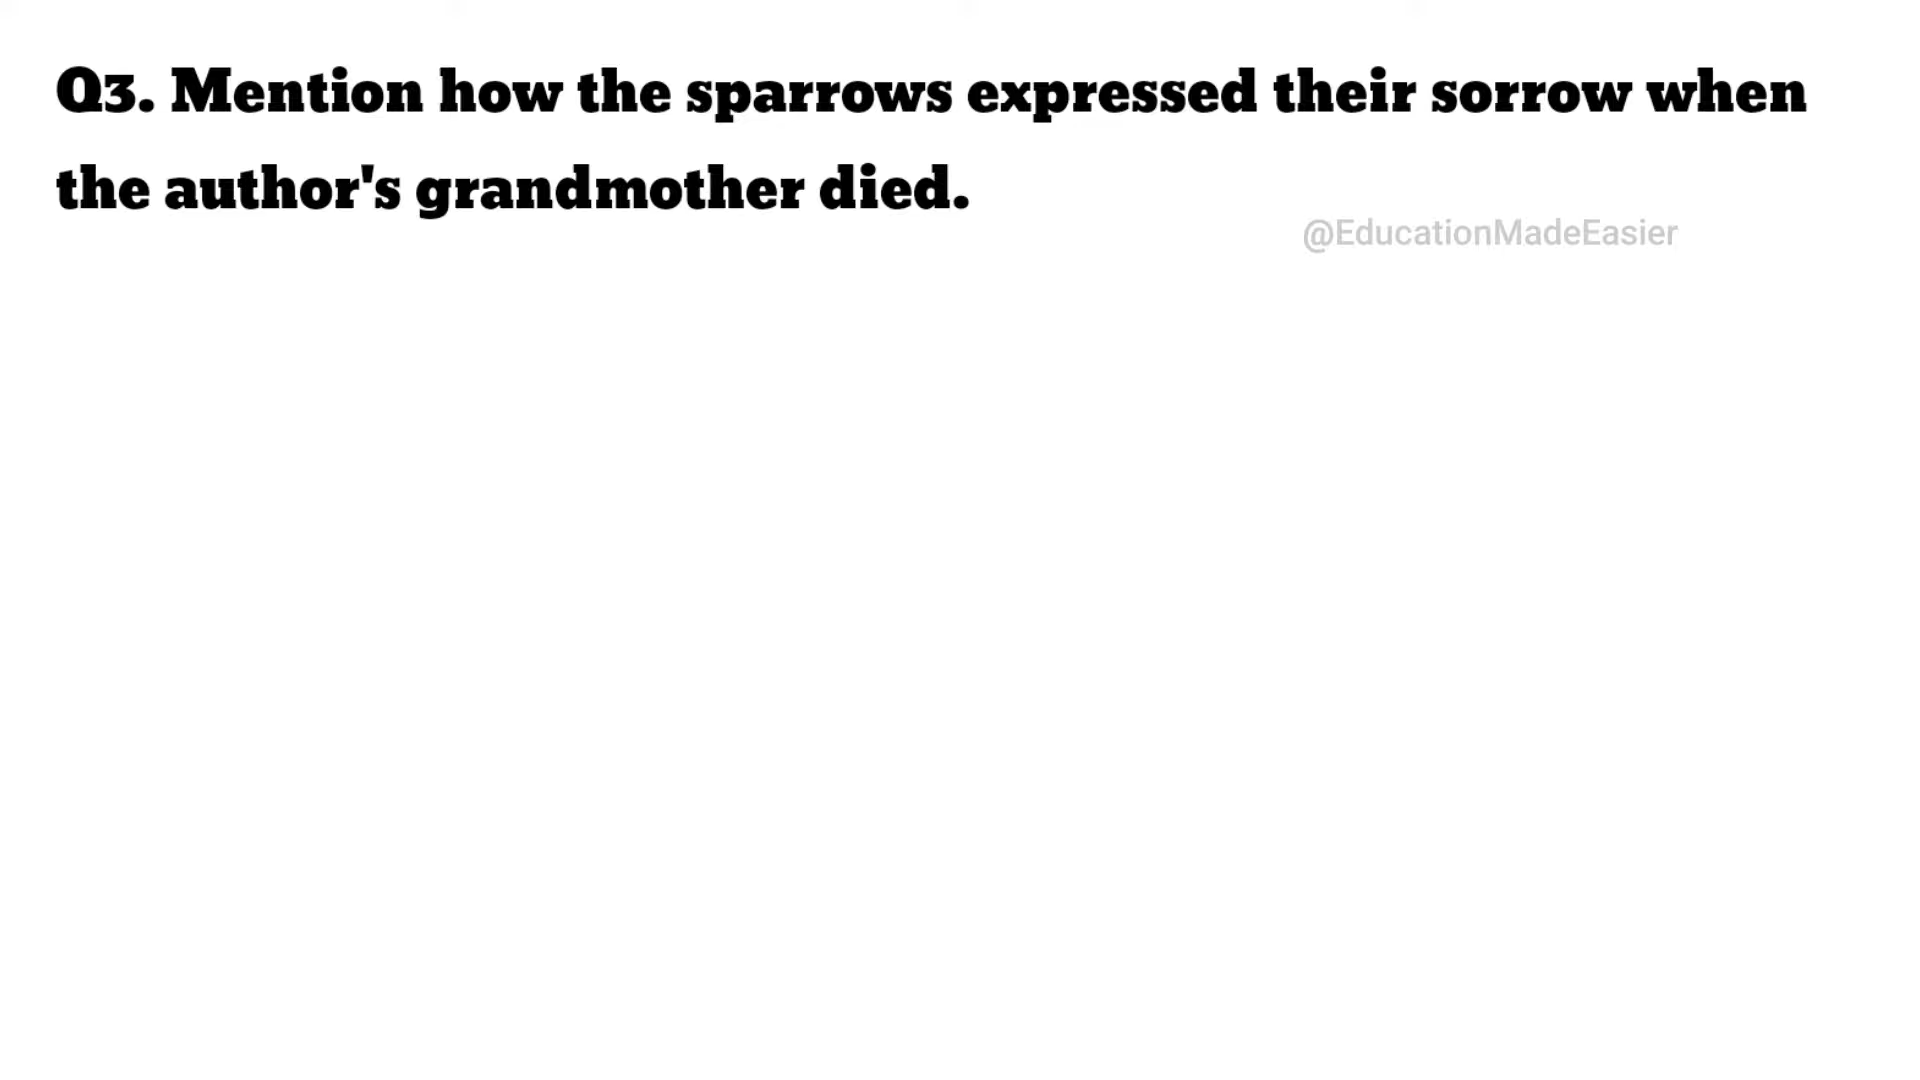 Q3. Mention how the sparrows expressed their sorrow when
the author's grandmother died.
@EducationMadeEasier